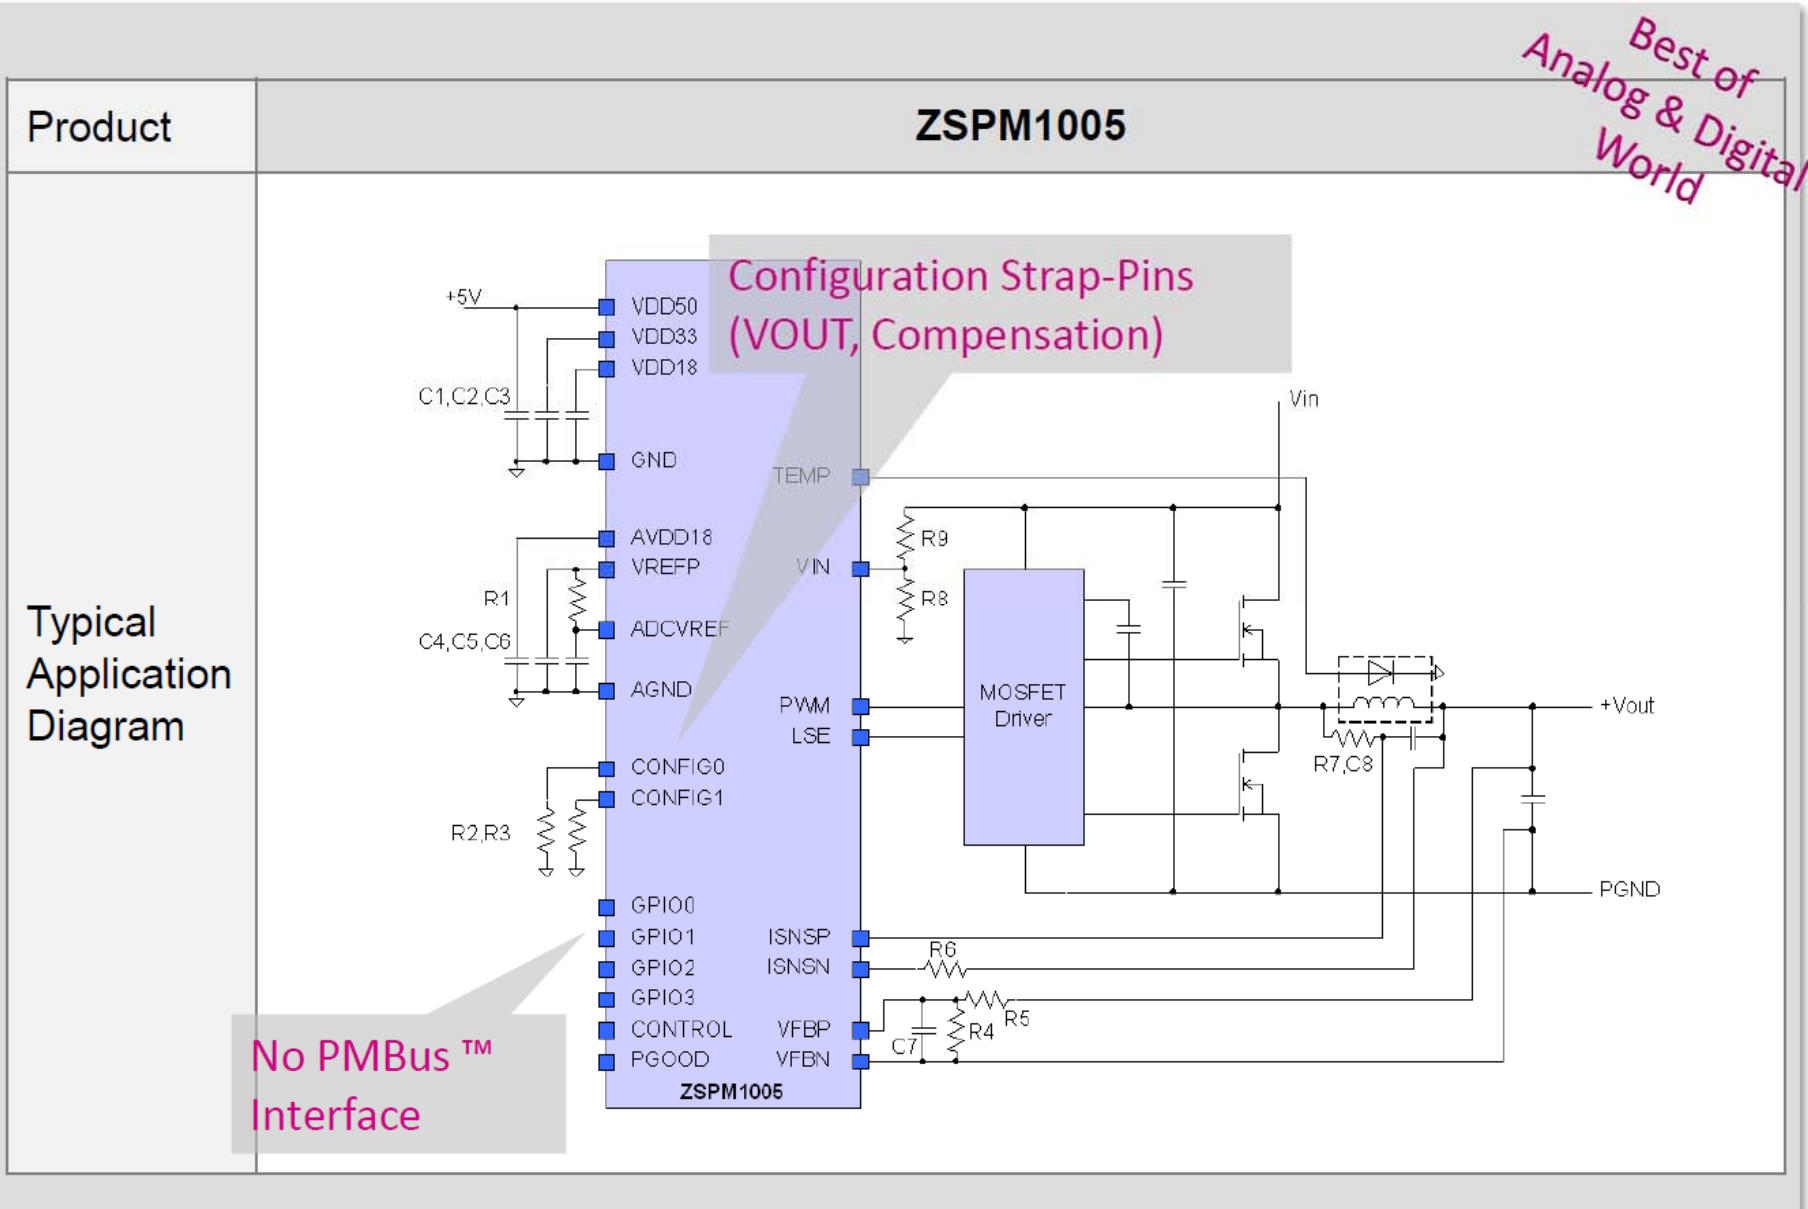 Best of
Analog & Digital
World
Product
ZSPM1005
Typical
Application
Diagram
Configuration Strap-Pins
(VOUT, Compensation)
+5V
VDD50
VDD33
VDD18
C1,C2,C3
GND
TEMP
Vin
AVDD18
VREFP
VIN
R9
R8
R1
ADCVREF
C4,C5,C6
AGND
PWM
LSE
MOSFET
Driver
+Vout
R7,C8
CONFIG0
CONFIG1
R2,R3
PGND
GPIO0
GPIO1
ISNSP
GPIO2
ISNSN
R6
GPIO3
CONTROL
VFBP
R5
R4
C7
PGOOD
VFBN
ZSPM1005
No PMBus ™
Interface